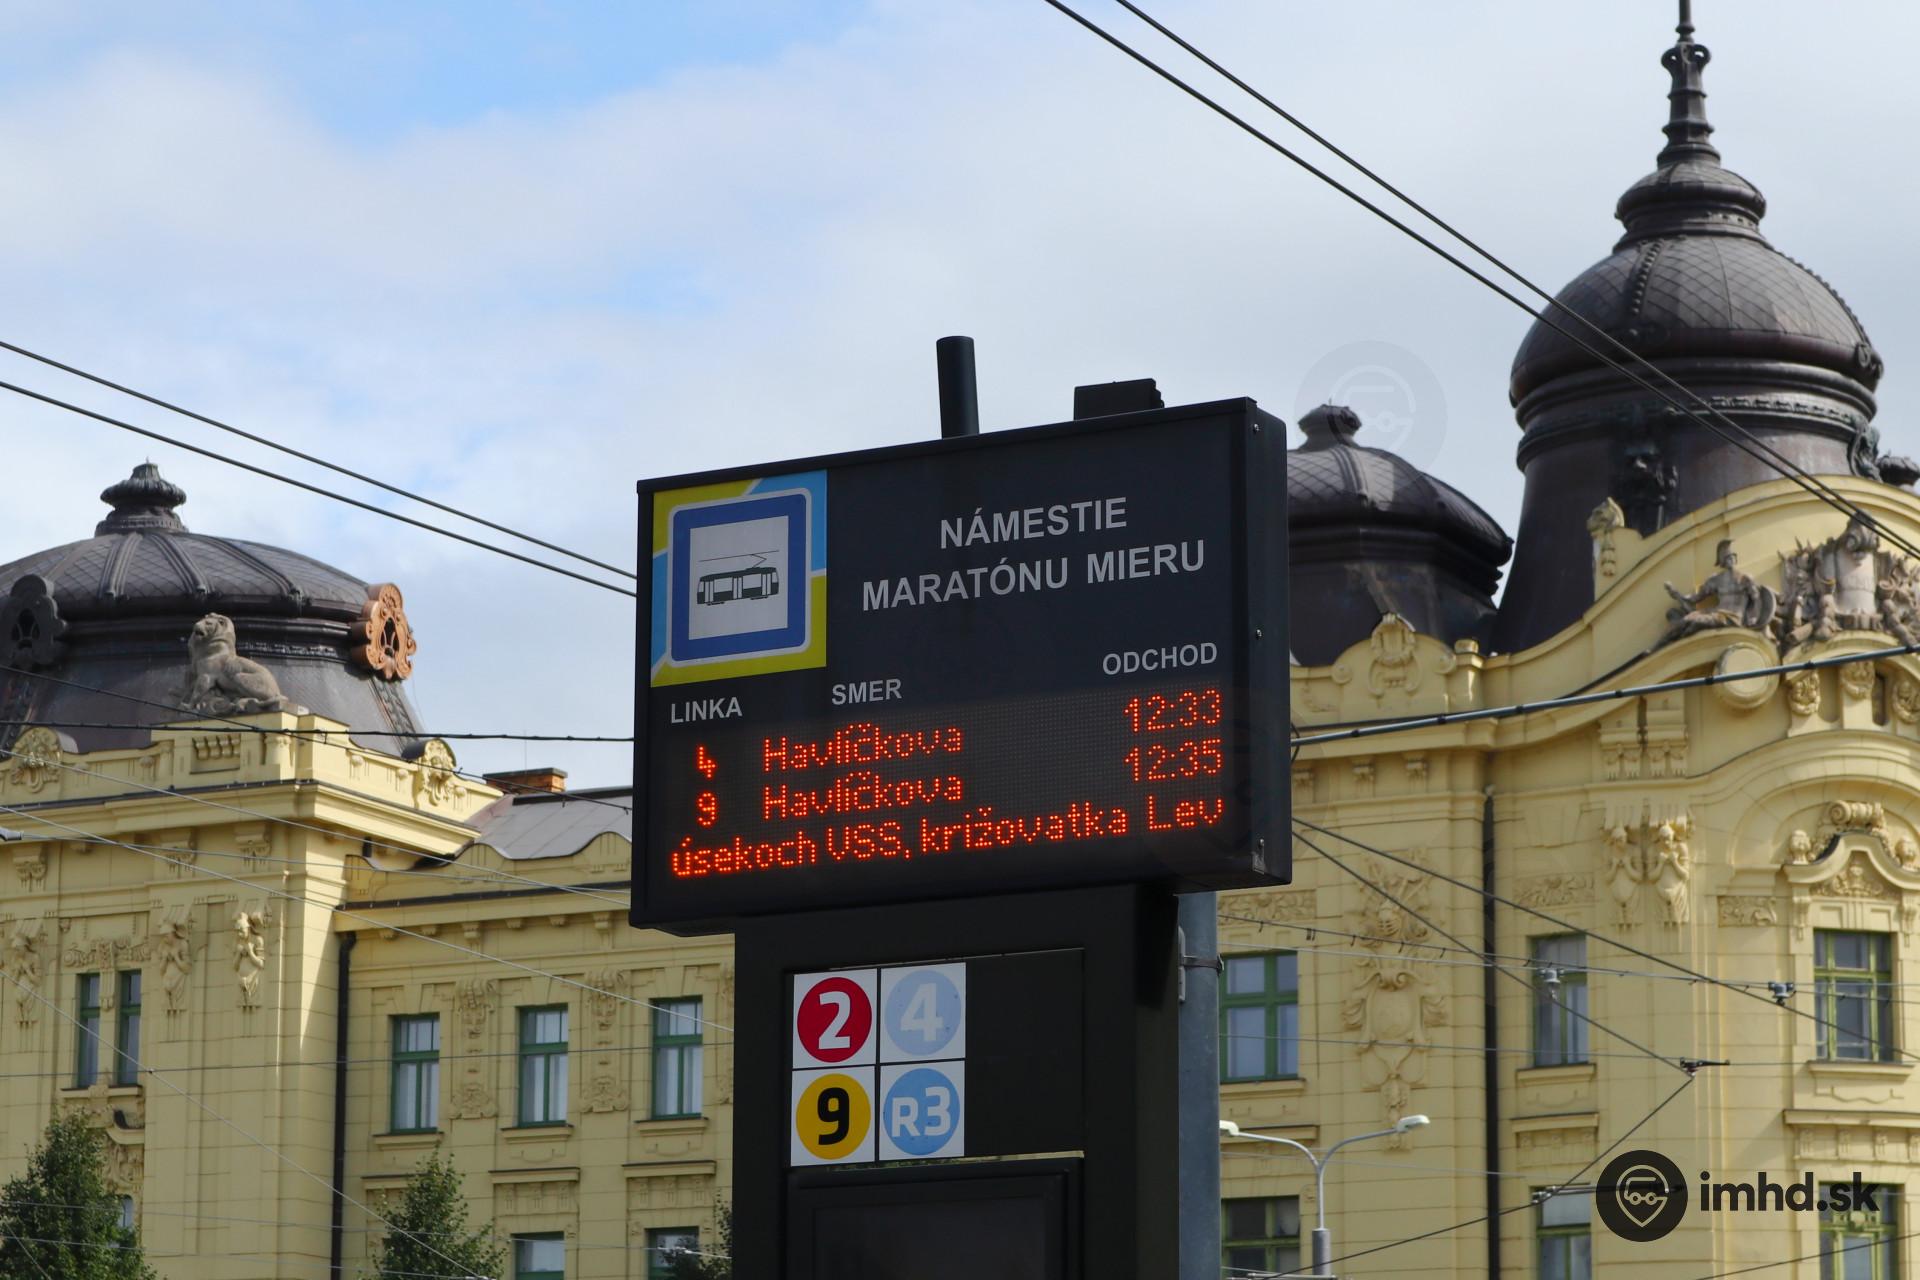 NÁMESTIE
MARATÓNU MIERU
LINKA SMER ODCHOD
4 Havlíčkova 12:33
9 Havlíčkova 12:35
úsekoch VSS, križovatka Lev
2 4
9 R3
imhd.sk